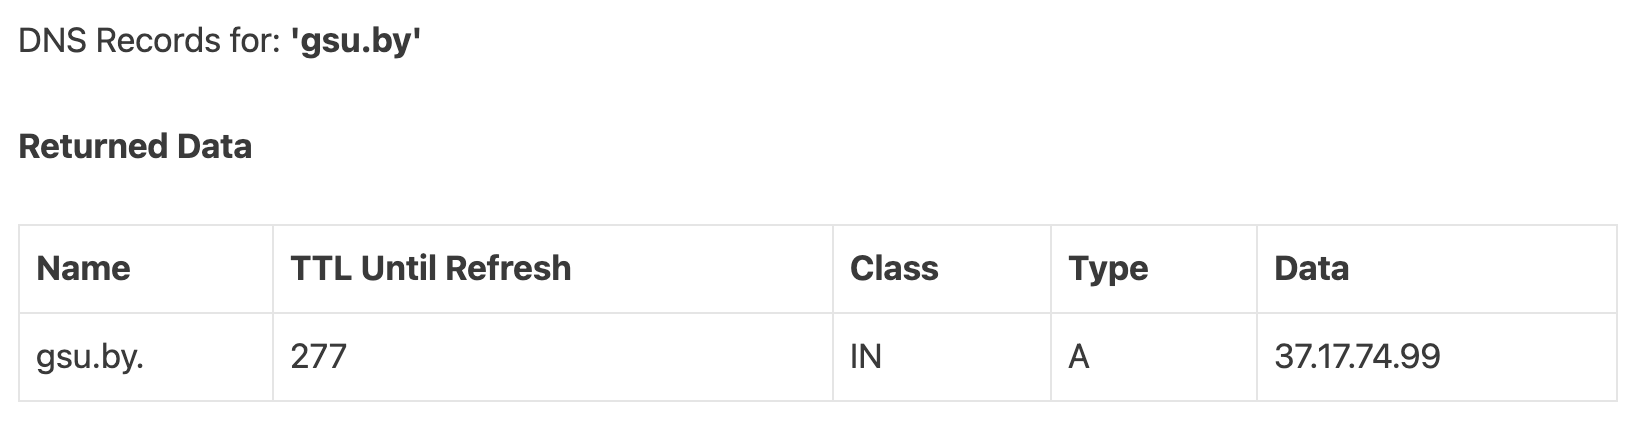 DNS Records for: 'gsu.by'
Returned Data
Name TTL Until Refresh Class Type Data
gsu.by. 277 IN A 37.17.74.99